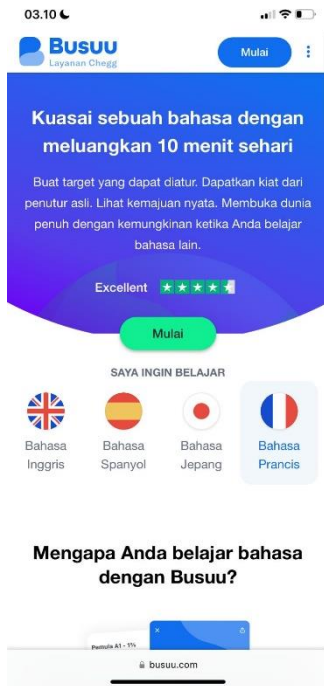 03.10
Busuu
Layanan Chegg
Mulai
Kuasai sebuah bahasa dengan
meluangkan 10 menit sehari
Buat target yang dapat diatur. Dapatkan kiat dari
penutur asli. Lihat kemajuan nyata. Membuka dunia
penuh dengan kemungkinan ketika Anda belajar
bahasa lain.
Excellent
Mulai
SAYA INGIN BELAJAR
Bahasa
Inggris
Bahasa
Spanyol
Bahasa
Jepang
Bahasa
Prancis
Mengapa Anda belajar bahasa
dengan Busuu?
Pemula A1 - 1%
busuu.com